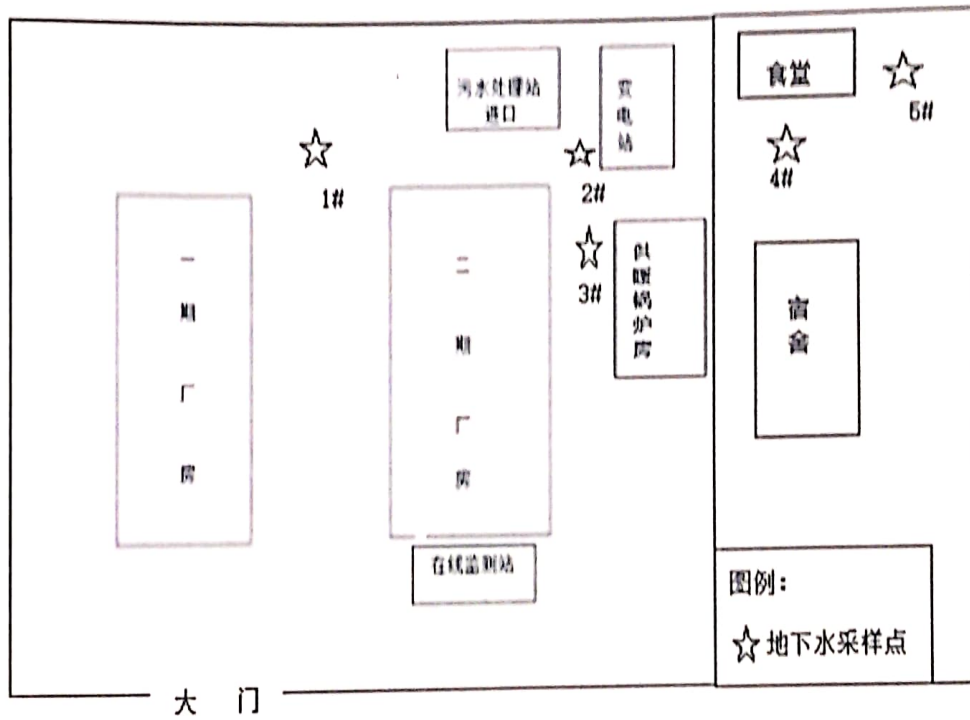 污水处理站
进口
变电站
食堂
5#
1#
2#
4#
3#
一期厂房
二期厂房
供暖锅炉房
宿舍
在线监测站
图例：
地下水采样点
大 门